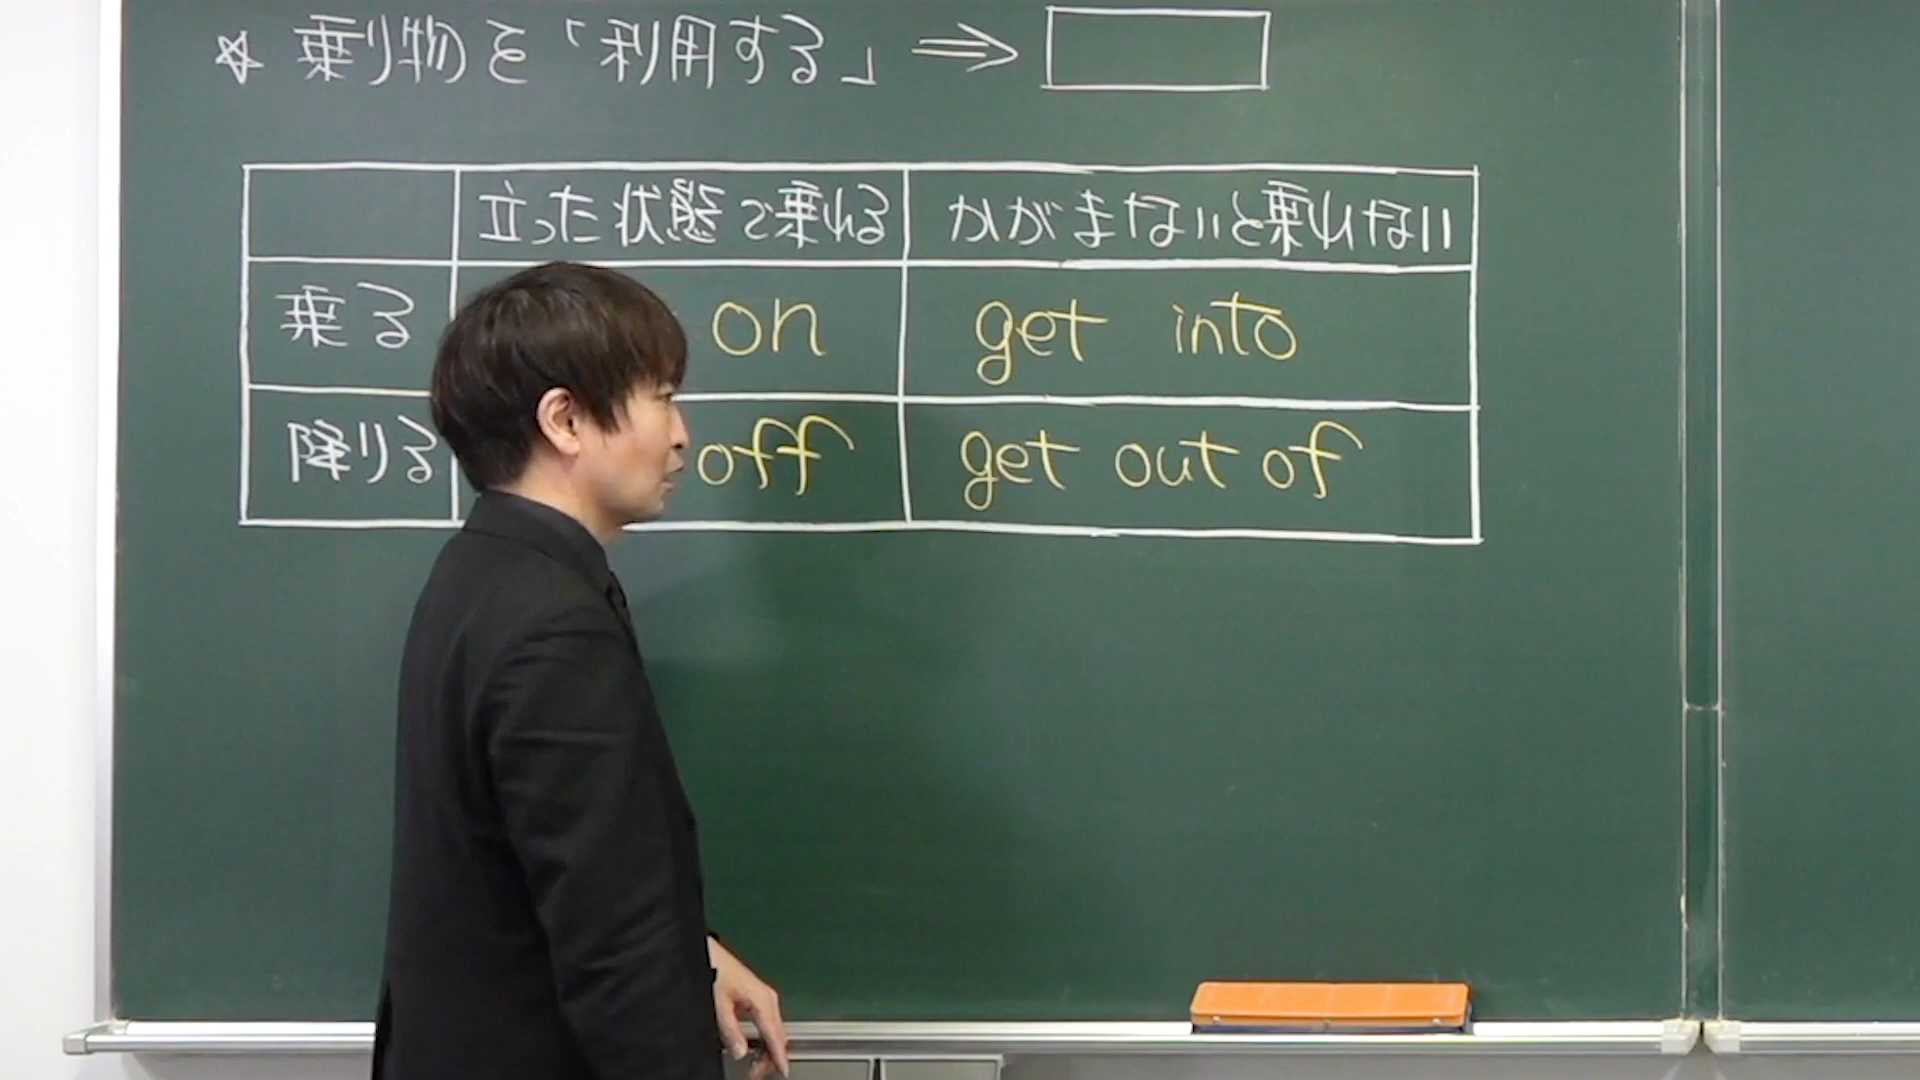 ☆ 乗り物を「利用する」⇒
立った状態で乗れる かがまないと乗れない
乗る on get into
降りる off get out of